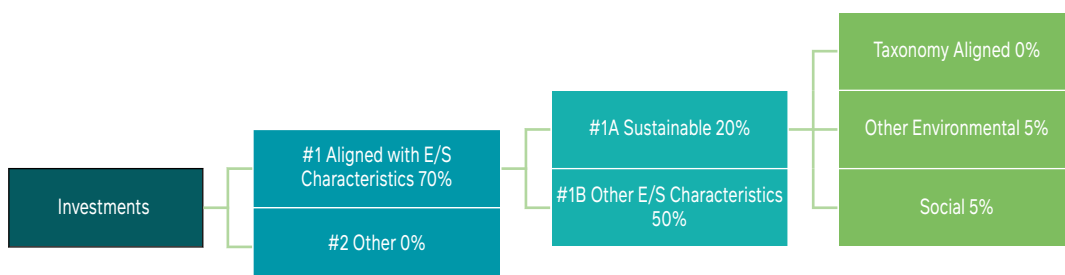 Investments
#1 Aligned with E/S
Characteristics 70%
#2 Other 0%
#1A Sustainable 20%
#1B Other E/S Characteristics
50%
Taxonomy Aligned 0%
Other Environmental 5%
Social 5%